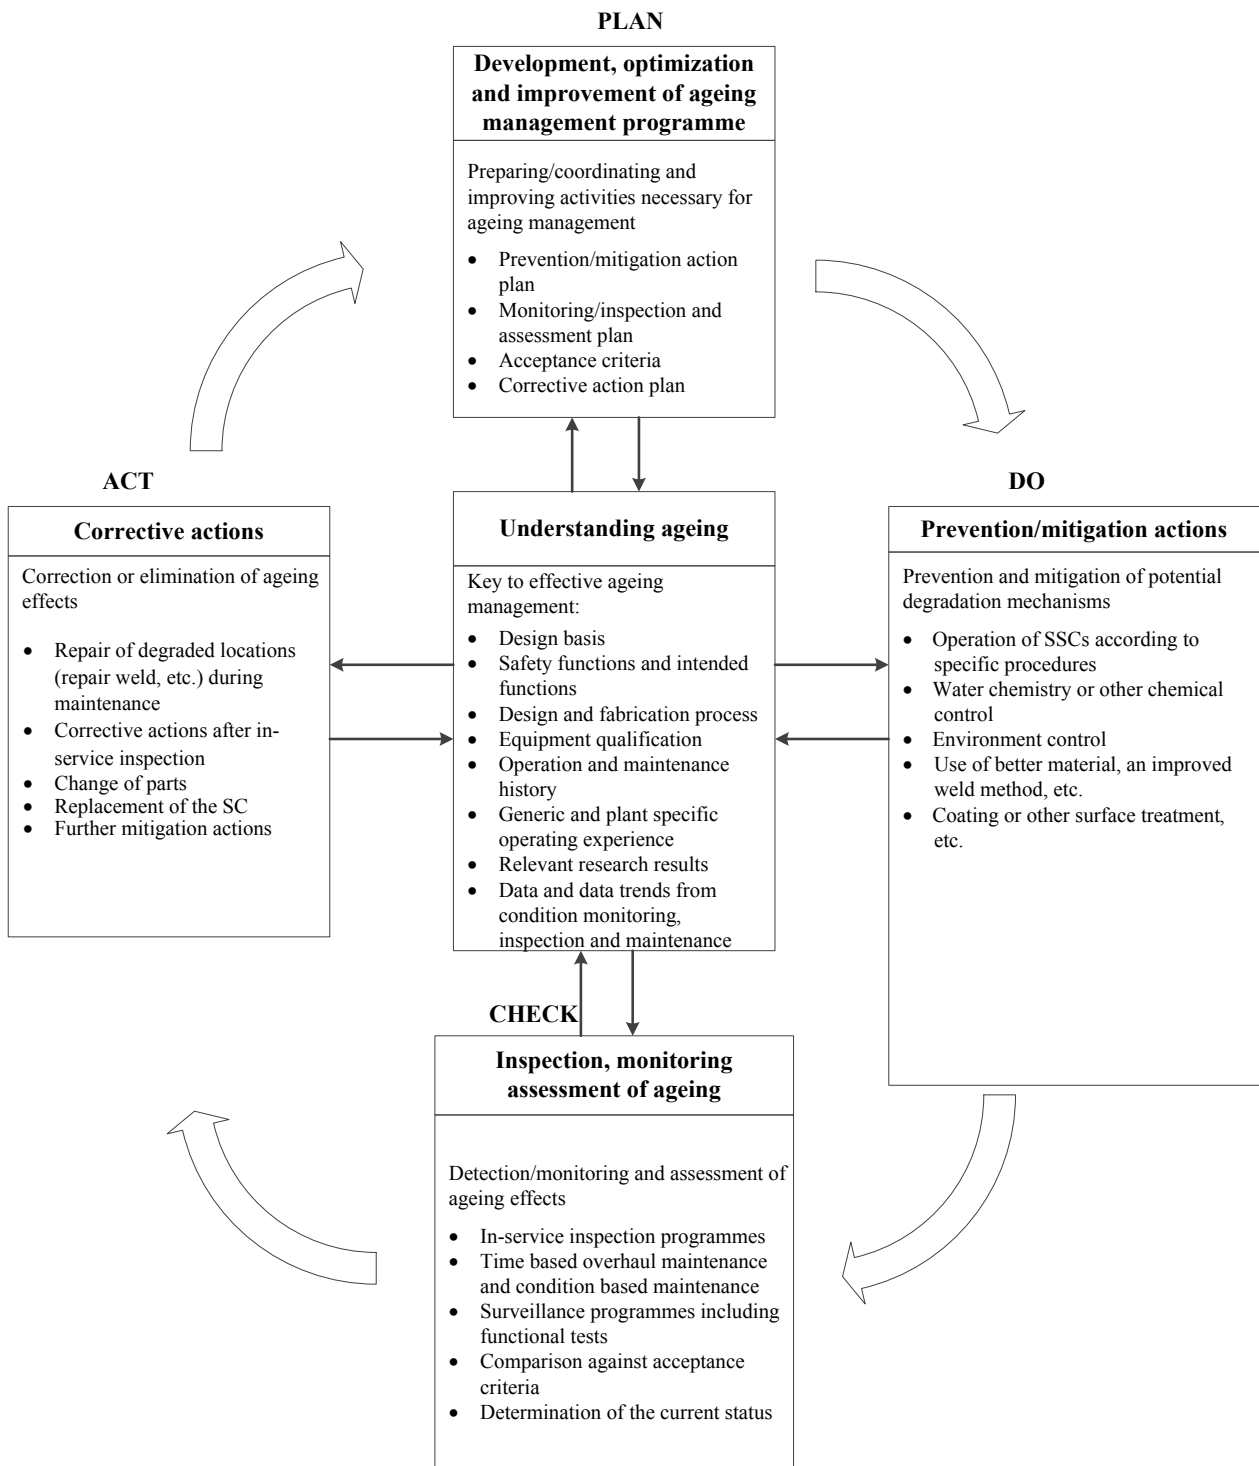 PLAN
Development, optimization
and improvement of ageing
management programme
Preparing/coordinating and
improving activities necessary for
ageing management
• Prevention/mitigation action
plan
• Monitoring/inspection and
assessment plan
• Acceptance criteria
• Corrective action plan
ACT
Corrective actions
Correction or elimination of ageing
effects
• Repair of degraded locations
(repair weld, etc.) during
maintenance
• Corrective actions after in-
service inspection
• Change of parts
• Replacement of the SC
• Further mitigation actions
Understanding ageing
Key to effective ageing
management:
• Design basis
• Safety functions and intended
functions
• Design and fabrication process
• Equipment qualification
• Operation and maintenance
history
• Generic and plant specific
operating experience
• Relevant research results
• Data and data trends from
condition monitoring,
inspection and maintenance
DO
Prevention/mitigation actions
Prevention and mitigation of potential
degradation mechanisms
• Operation of SSCs according to
specific procedures
• Water chemistry or other chemical
control
• Environment control
• Use of better material, an improved
weld method, etc.
• Coating or other surface treatment,
etc.
CHECK
Inspection, monitoring
assessment of ageing
Detection/monitoring and assessment of
ageing effects
• In-service inspection programmes
• Time based overhaul maintenance
and condition based maintenance
• Surveillance programmes including
functional tests
• Comparison against acceptance
criteria
• Determination of the current status